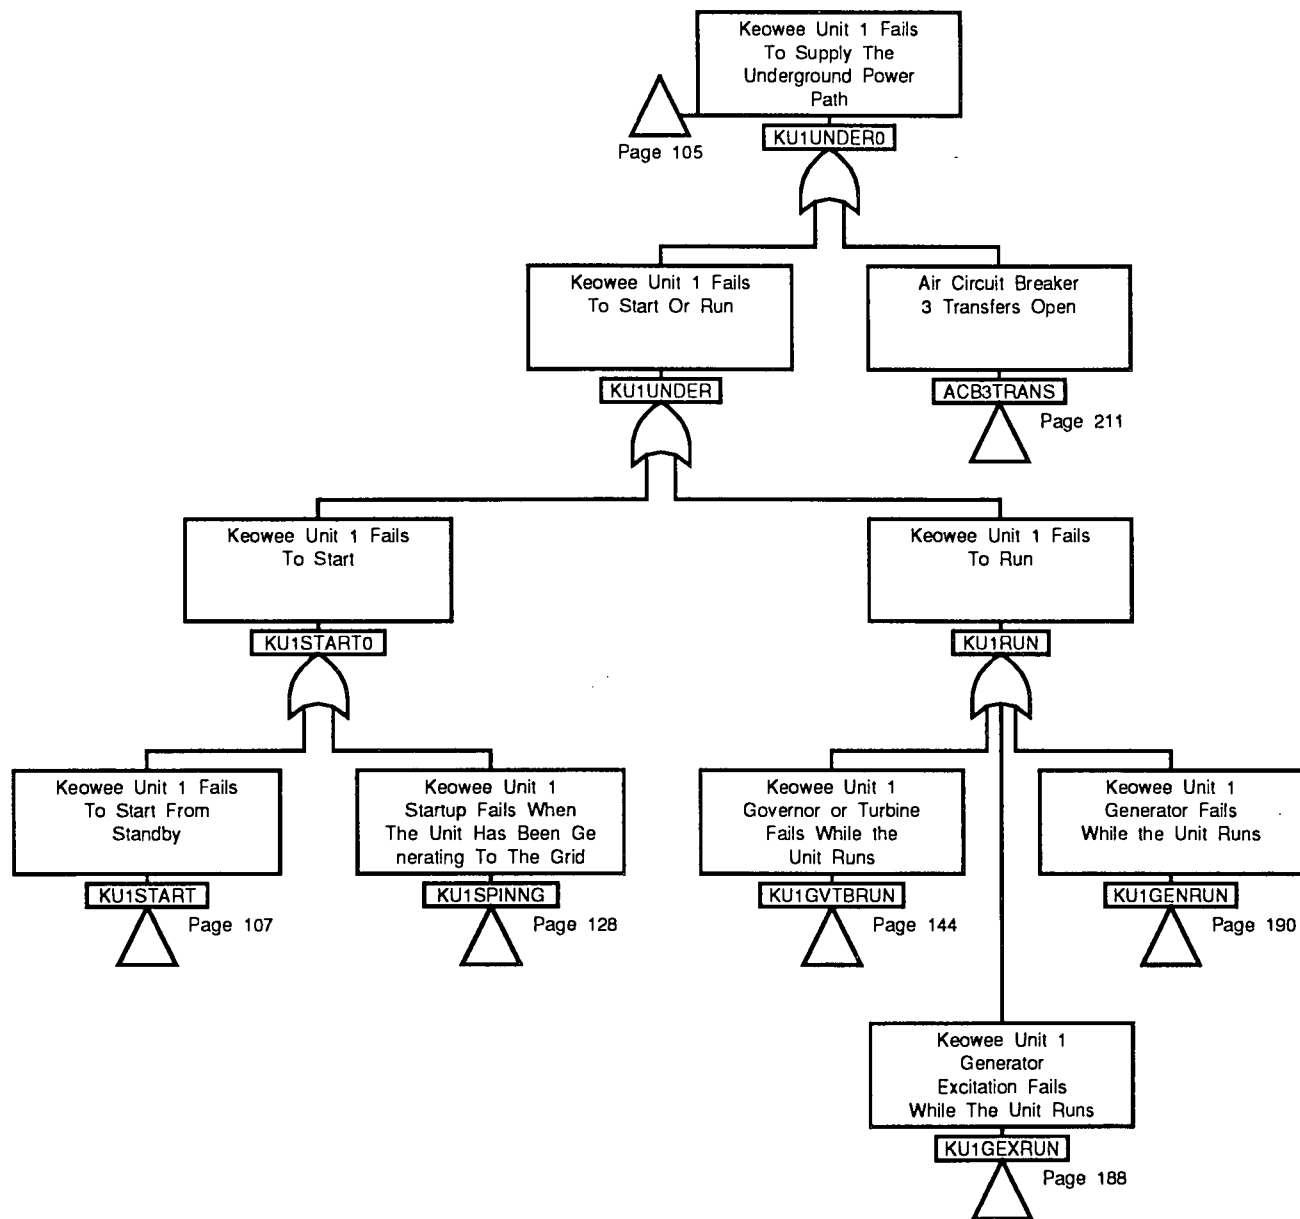 Keowee Unit 1 Fails
To Supply The
Underground Power
Path
KU1UNDER0
Page 105
Keowee Unit 1 Fails
To Start Or Run
KU1UNDER
Air Circuit Breaker
3 Transfers Open
ACB3TRANS
Page 211
Keowee Unit 1 Fails
To Start
KU1START0
Keowee Unit 1 Fails
To Run
KU1RUN
Keowee Unit 1 Fails
To Start From
Standby
KU1START
Page 107
Keowee Unit 1
Startup Fails When
The Unit Has Been Ge
nerating To The Grid
KU1SPINNG
Page 128
Keowee Unit 1
Governor or Turbine
Fails While the
Unit Runs
KU1GVTBRUN
Page 144
Keowee Unit 1
Generator Fails
While the Unit Runs
KU1GENRUN
Page 190
Keowee Unit 1
Generator
Excitation Fails
While The Unit Runs
KU1GEXRUN
Page 188